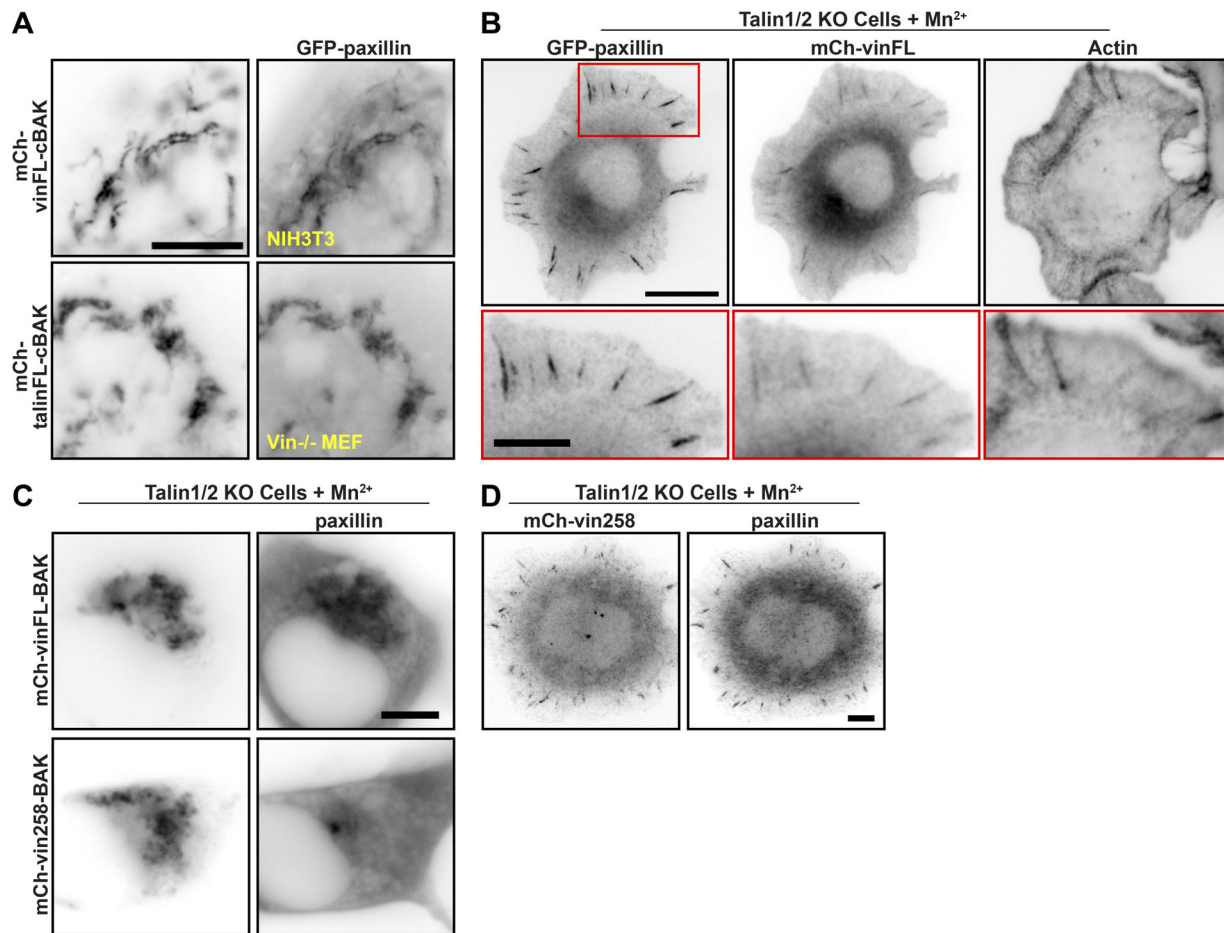 A
GFP-paxillin
mCh-
vinFL-cBAK
NIH3T3
mCh-
talinFL-cBAK
Vin-/- MEF
B
Talin1/2 KO Cells + Mn²⁺
GFP-paxillin mCh-vinFL Actin
C
Talin1/2 KO Cells + Mn²⁺
paxillin
mCh-vinFL-BAK
mCh-vin258-BAK
D
Talin1/2 KO Cells + Mn²⁺
mCh-vin258 paxillin